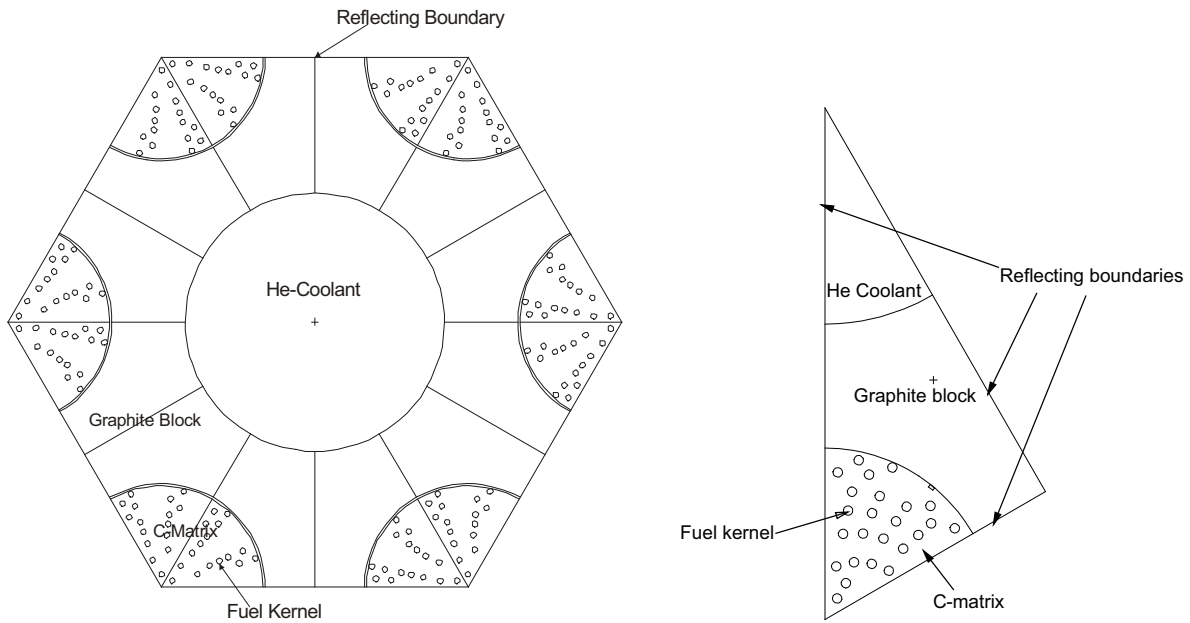 Reflecting Boundary
He-Coolant
Graphite Block
C-Matrix
Fuel Kernel
Reflecting boundaries
He Coolant
Graphite block
Fuel kernel
C-matrix